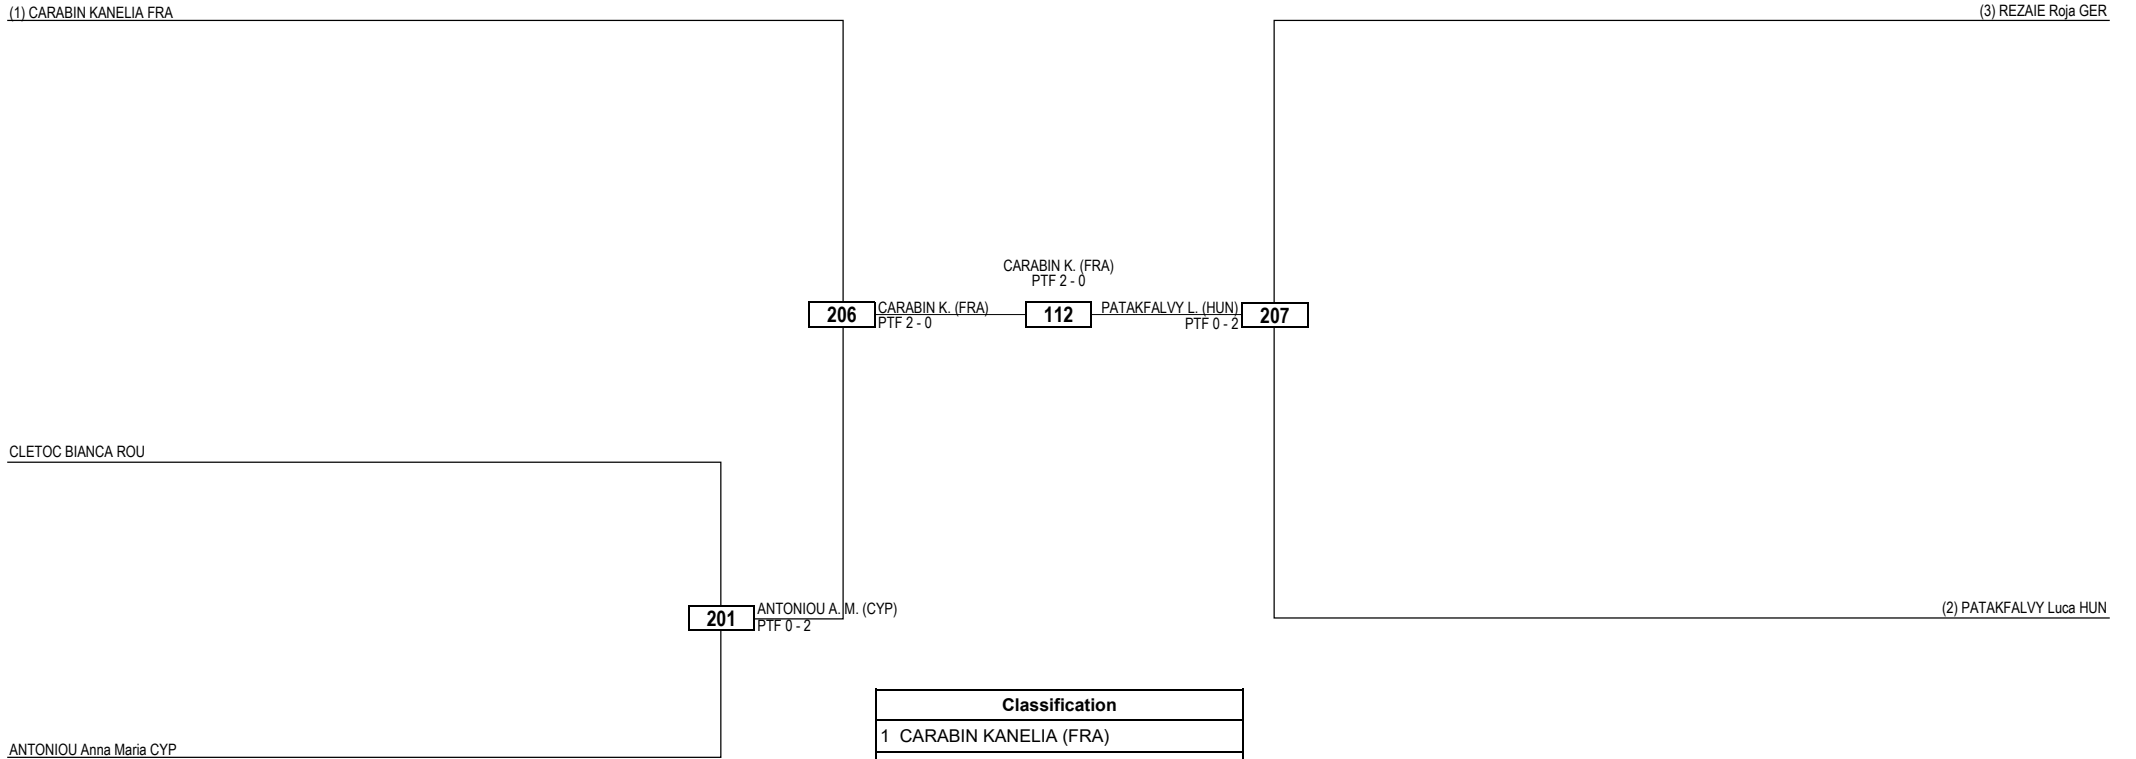 (1) CARABIN KANELIA FRA
(3) REZAIE Roja GER
CARABIN K. (FRA)
PTF 2 - 0
206
CARABIN K. (FRA)
PTF 2 - 0
112
PATAKFALVY L. (HUN)
PTF 0 - 2
207
CLETOC BIANCA ROU
201
ANTONIOU A. M. (CYP)
PTF 0 - 2
(2) PATAKFALVY Luca HUN
ANTONIOU Anna Maria CYP
Classification
1 CARABIN KANELIA (FRA)